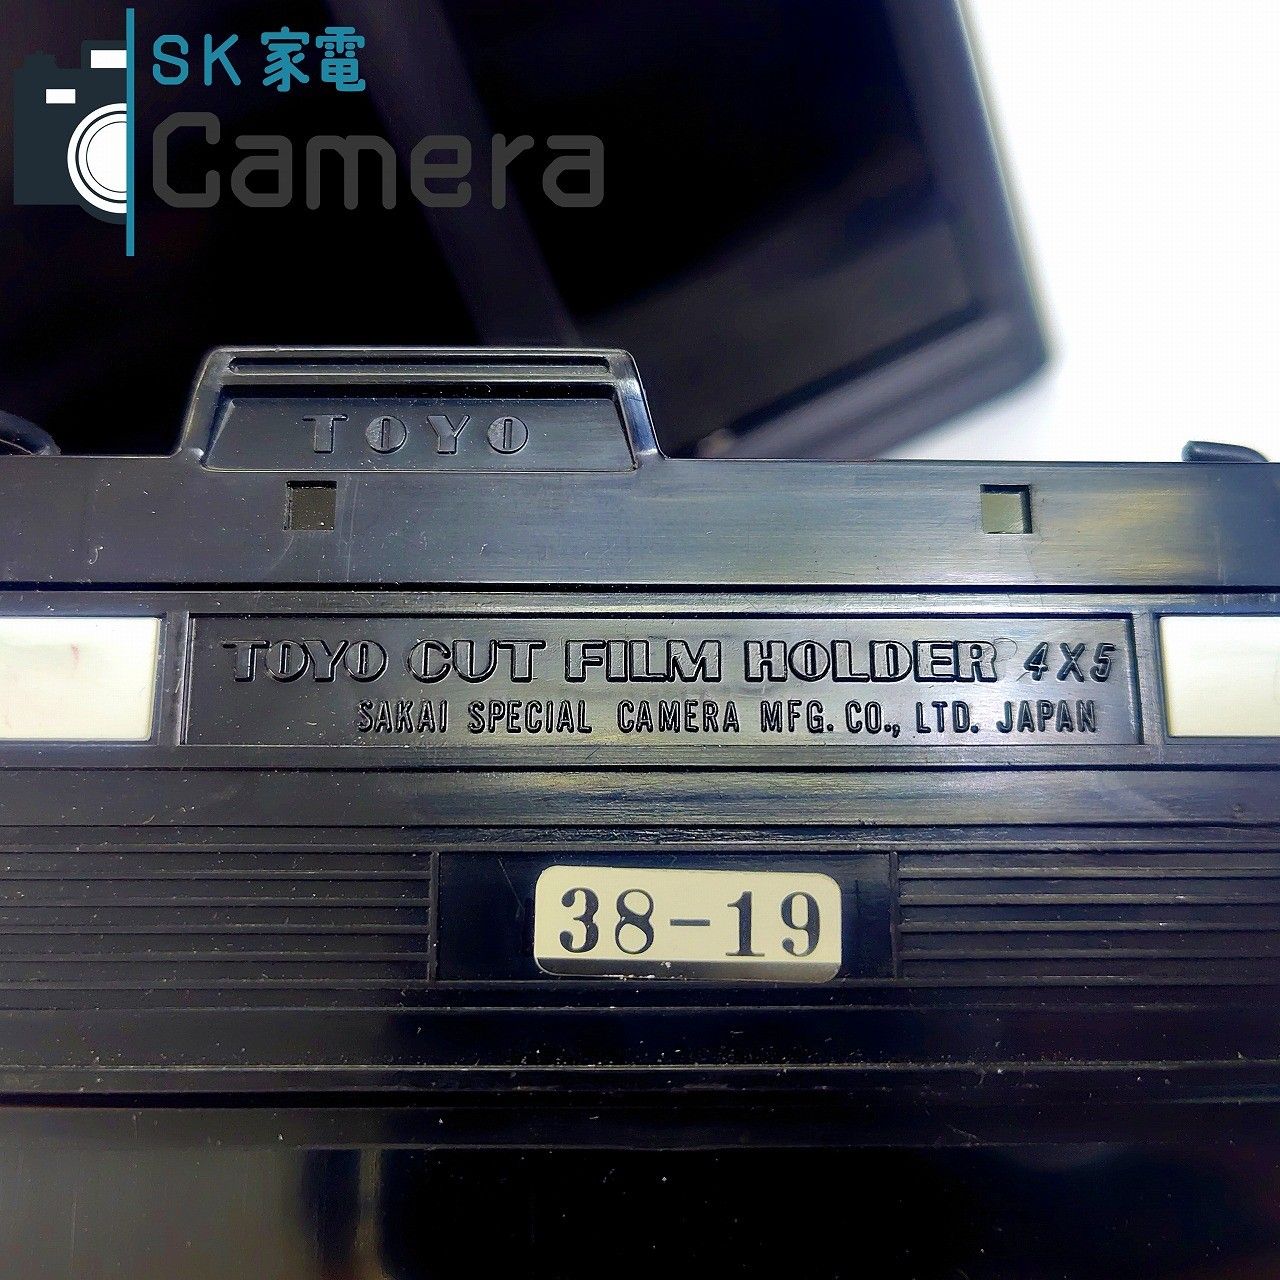 SK 家電
Camera
TOYO
TOYO CUT FILM HOLDER 4X5
SAKAI SPECIAL CAMERA MFG. CO., LTD. JAPAN
38-19